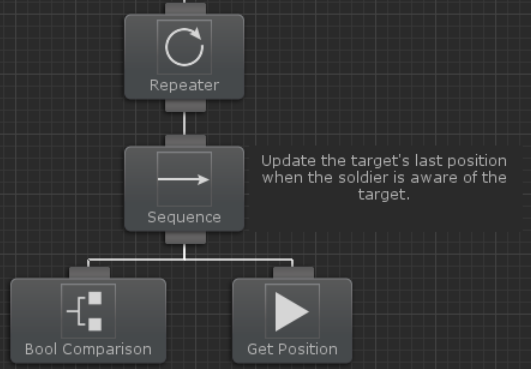 Repeater
Update the target's last position
when the soldier is aware of the
target.
Sequence
Bool Comparison
Get Position